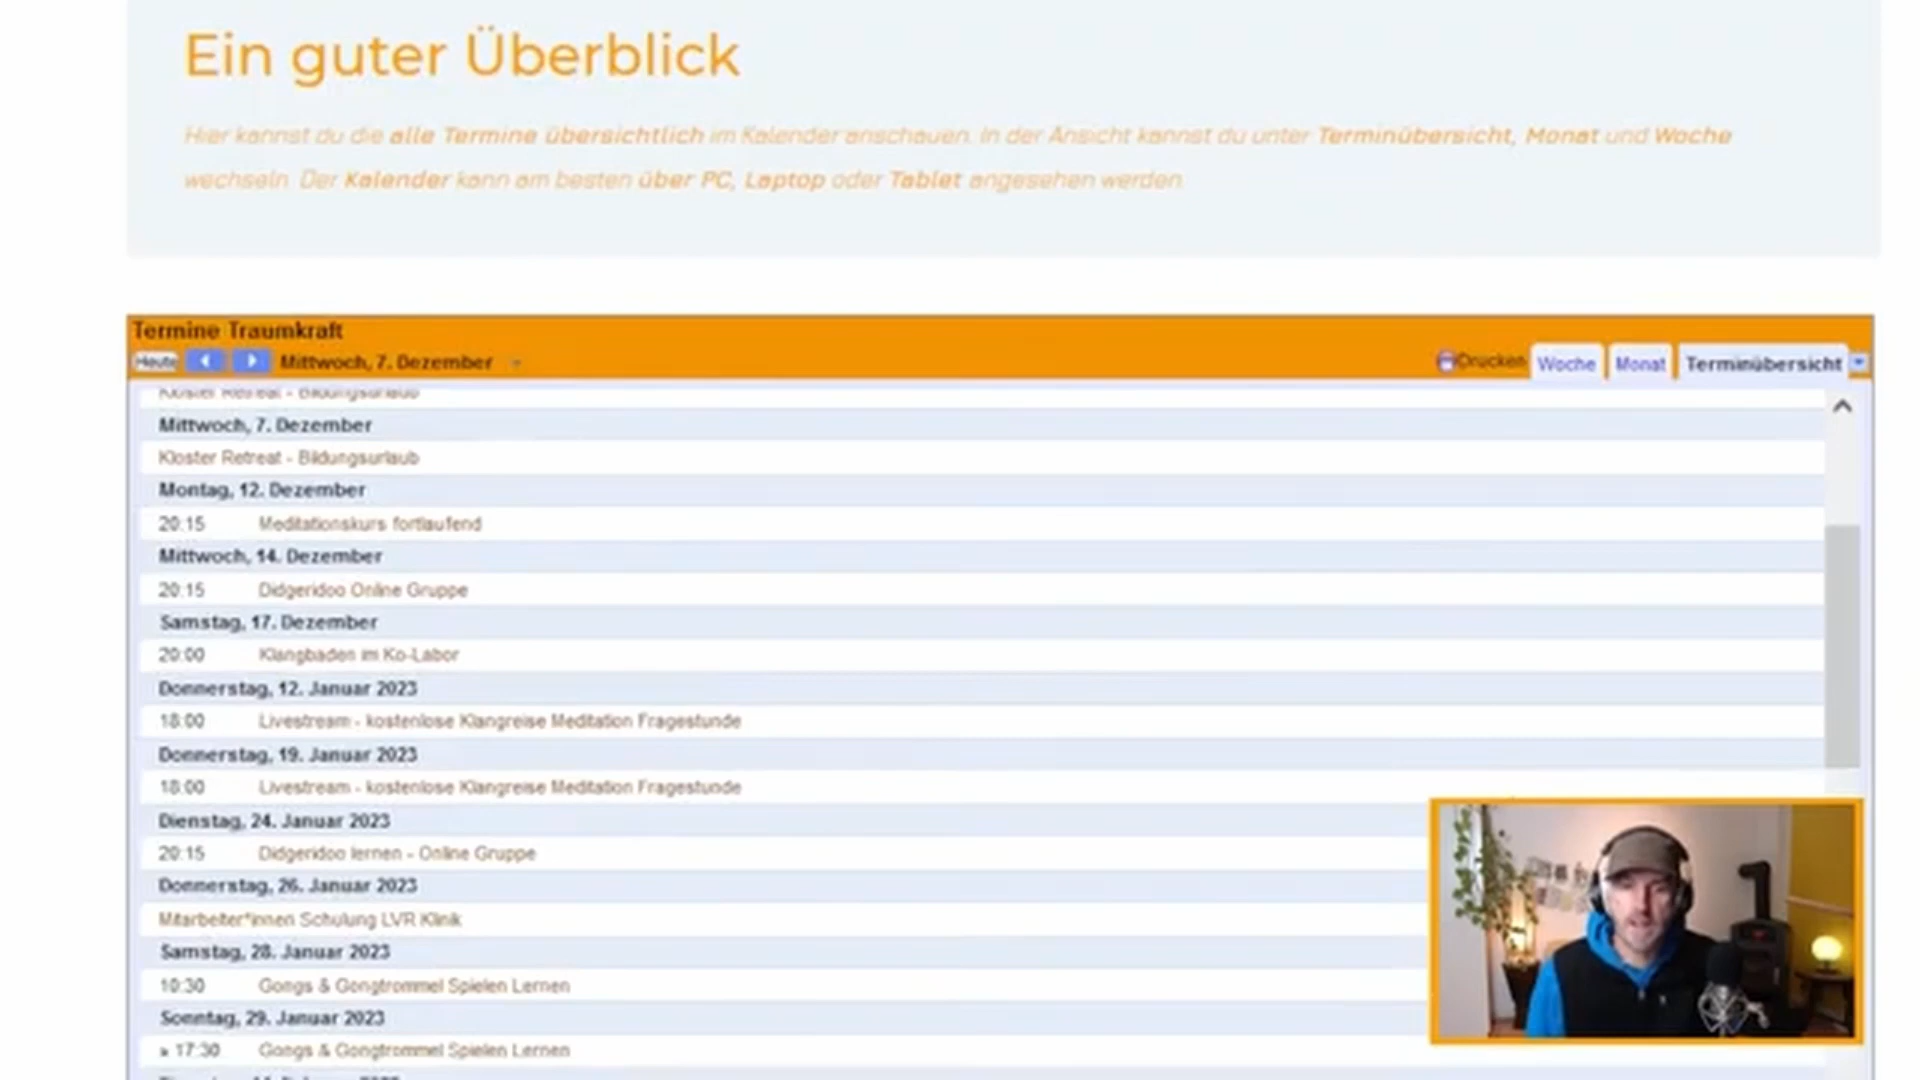 Ein guter Überblick
Hier kannst du die alle Termine übersichtlich im Kalender anschauen. In der Ansicht kannst du unter Terminübersicht, Monat und Woche
wechseln. Der Kalender kann am besten über PC, Laptop oder Tablet angesehen werden.
Termine Traumkraft
Heute Mittwoch, 7. Dezember Drucken Woche Monat Terminübersicht
Kloster Retreat - Bildungsurlaub
Mittwoch, 7. Dezember
Kloster Retreat - Bildungsurlaub
Montag, 12. Dezember
20:15 Meditationskurs fortlaufend
Mittwoch, 14. Dezember
20:15 Didgeridoo Online Gruppe
Samstag, 17. Dezember
20:00 Klangbaden im Ko-Labor
Donnerstag, 12. Januar 2023
18:00 Livestream - kostenlose Klangreise Meditation Fragestunde
Donnerstag, 19. Januar 2023
18:00 Livestream - kostenlose Klangreise Meditation Fragestunde
Dienstag, 24. Januar 2023
20:15 Didgeridoo lernen - Online Gruppe
Donnerstag, 26. Januar 2023
Mitarbeiter*innen Schulung LVR Klinik
Samstag, 28. Januar 2023
10:30 Gongs & Gongtrommel Spielen Lernen
Sonntag, 29. Januar 2023
» 17:30 Gongs & Gongtrommel Spielen Lernen